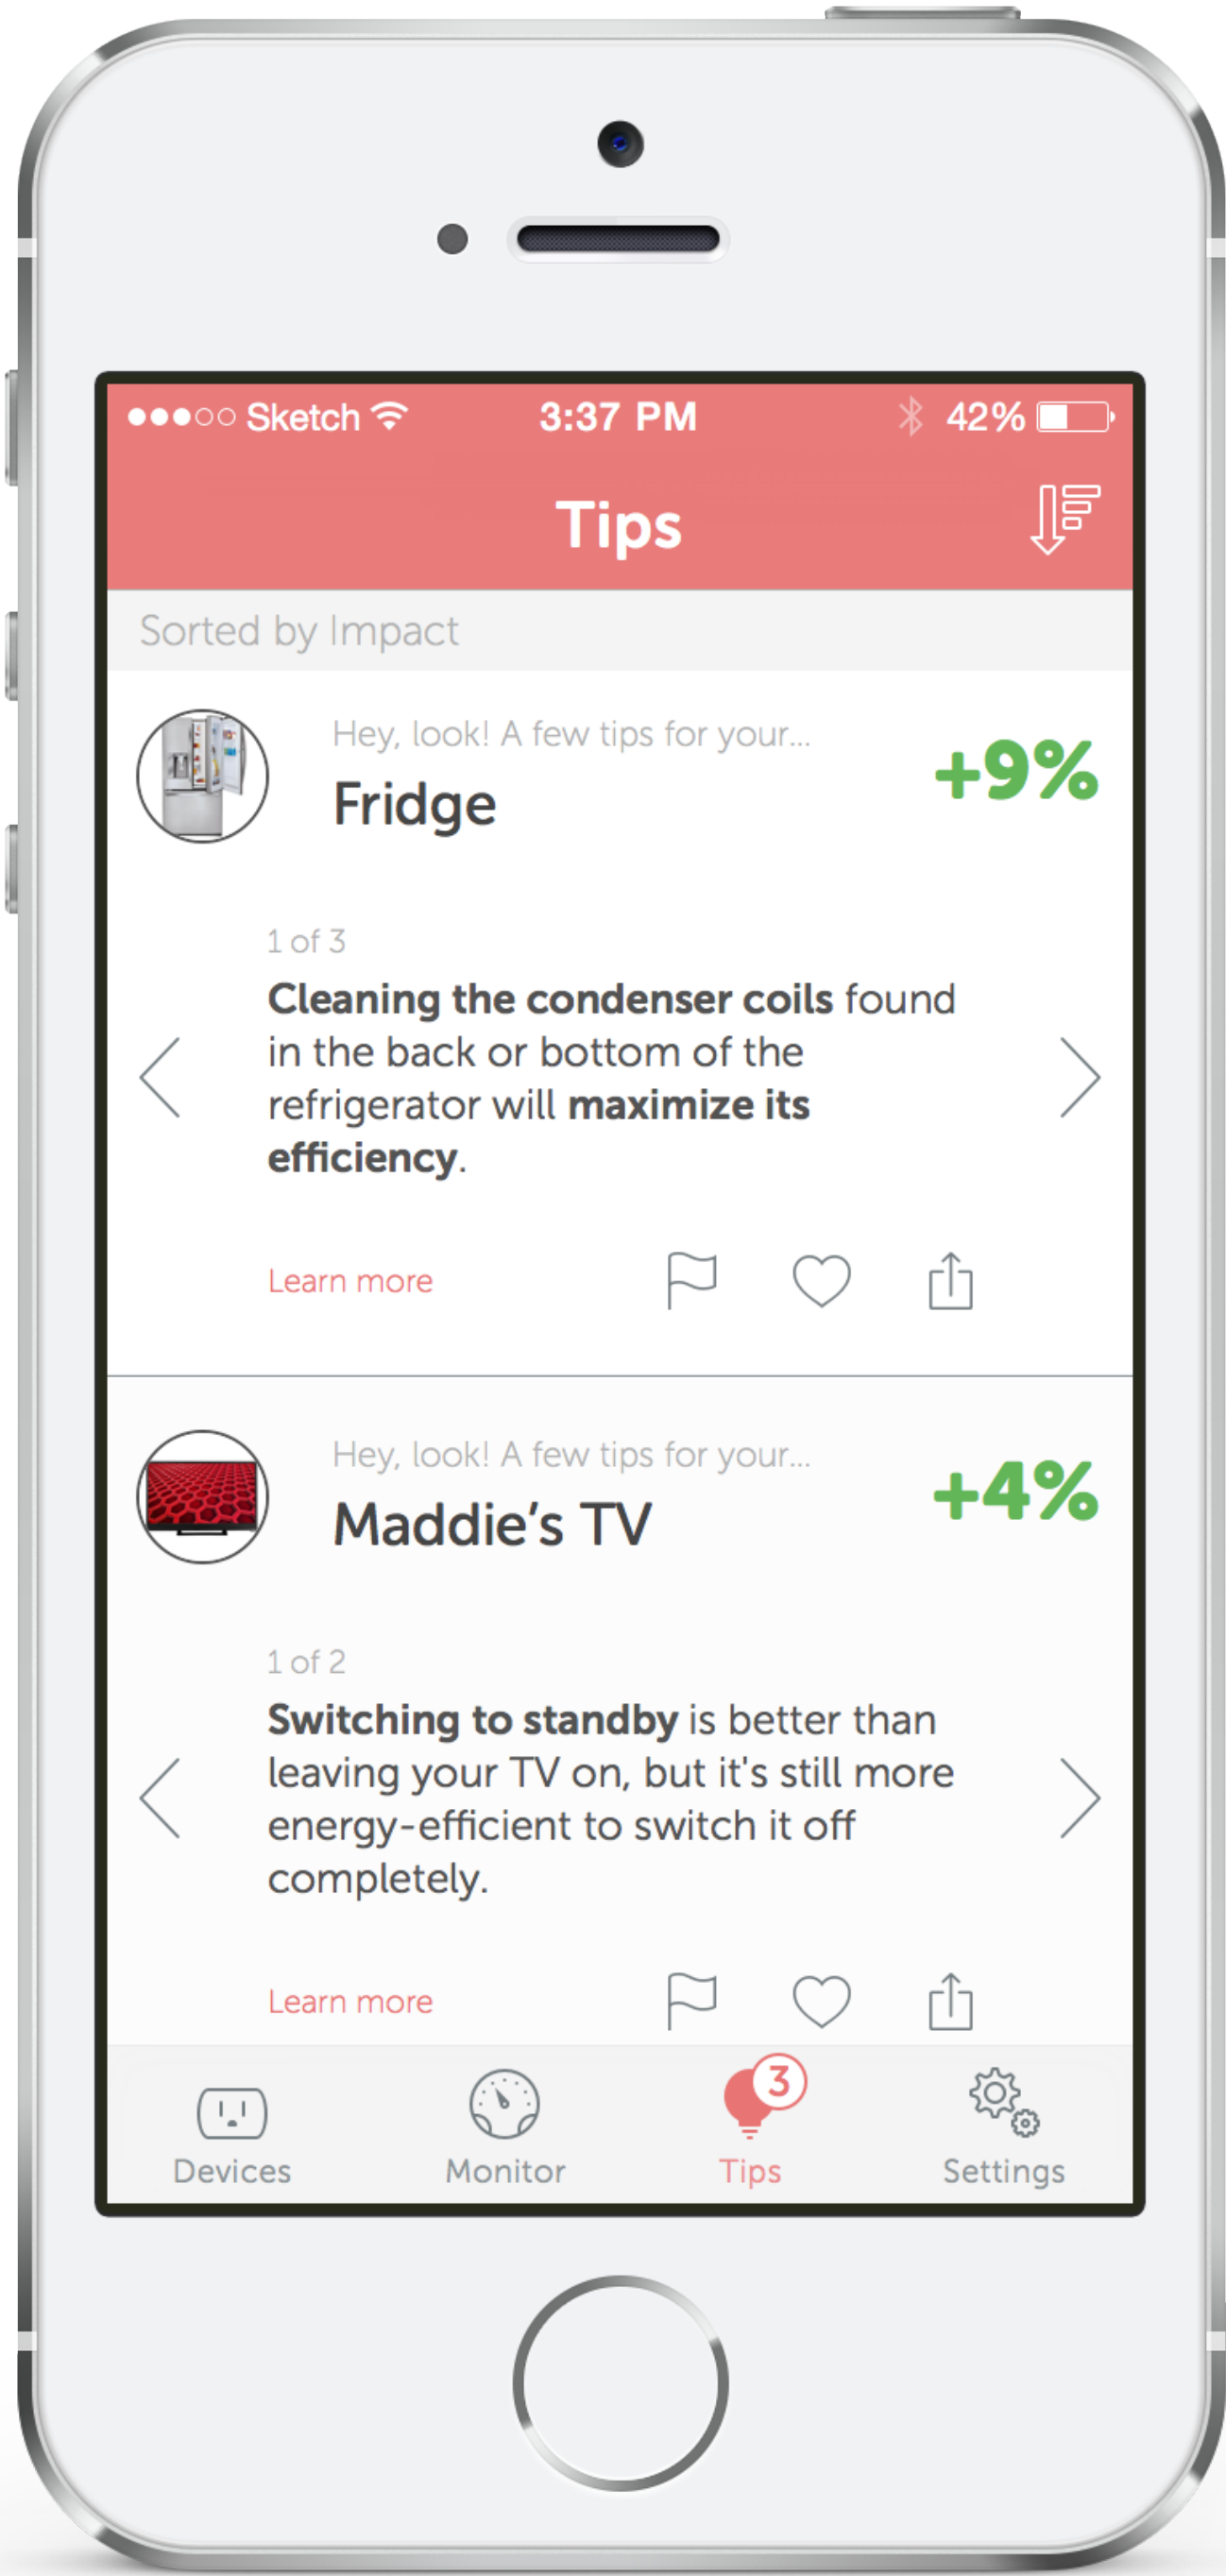 Sketch 3:37 PM 42%
Tips
Sorted by Impact
Hey, look! A few tips for your...
Fridge
+9%
1 of 3
Cleaning the condenser coils found
in the back or bottom of the
refrigerator will maximize its
efficiency.
Learn more
Hey, look! A few tips for your...
Maddie’s TV
+4%
1 of 2
Switching to standby is better than
leaving your TV on, but it's still more
energy-efficient to switch it off
completely.
Learn more
3
Devices Monitor Tips Settings